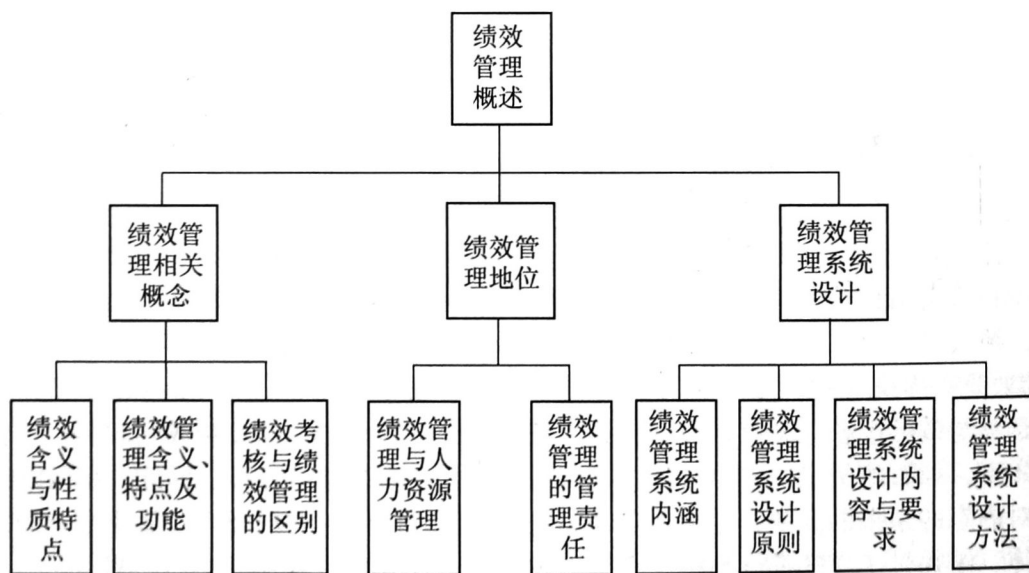 绩效
管理
概述
绩效管
理相关
概念
绩效管
理地位
绩效管
理系统
设计
绩效
含义
与性
质特
点
绩效管
理含义、
特点及
功能
绩效考
核与绩
效管理
的区别
绩效管
理与人
力资源
管理
绩效
管理
的管
理责
任
绩效
管理
系统
内涵
绩效
管理
系统
设计
原则
绩效管
理系统
设计内
容与要
求
绩效
管理
系统
设计
方法